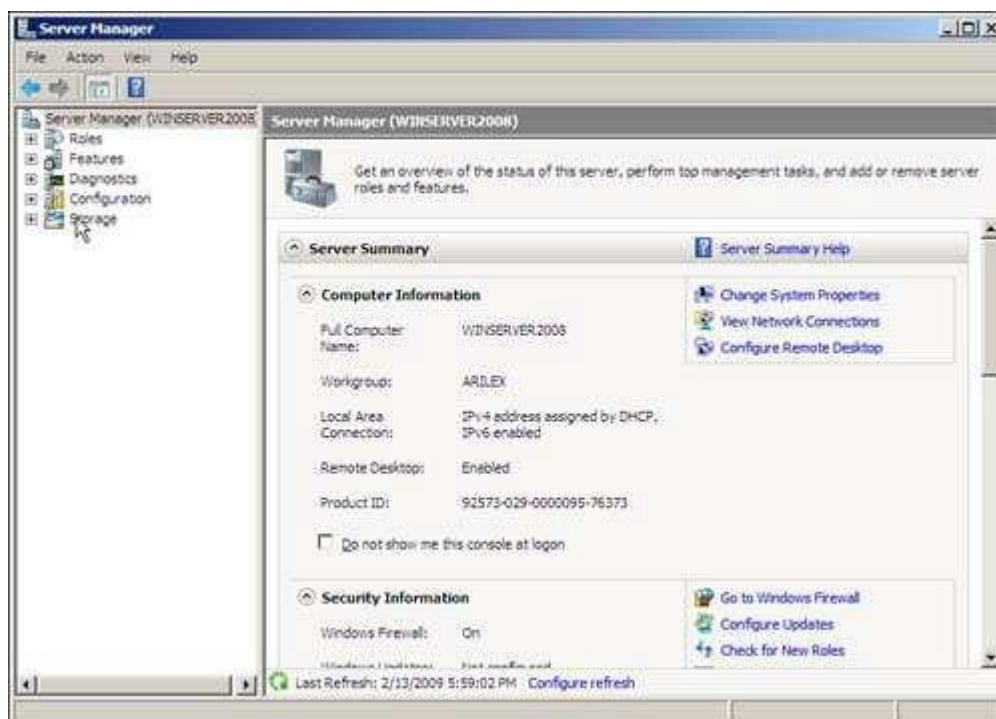 Server Manager
File Action View Help
Server Manager (WINSERVER2008
Roles
Features
Diagnostics
Configuration
Storage
Server Manager (WINSERVER2008)
Get an overview of the status of this server, perform top management tasks, and add or remove server
roles and features.
Server Summary
Server Summary Help
Computer Information
Change System Properties
View Network Connections
Configure Remote Desktop
Full Computer
Name:
WINSERVER2008
Workgroup:
ARILEX
Local Area
Connection:
IPv4 address assigned by DHCP,
IPv6 enabled
Remote Desktop:
Enabled
Product ID:
92573-029-0000095-76373
Do not show me this console at logon
Security Information
Go to Windows Firewall
Configure Updates
Check for New Roles
Windows Firewall:
On
Windows Updates:
Not configured
Last Refresh: 2/13/2009 5:59:02 PM Configure refresh